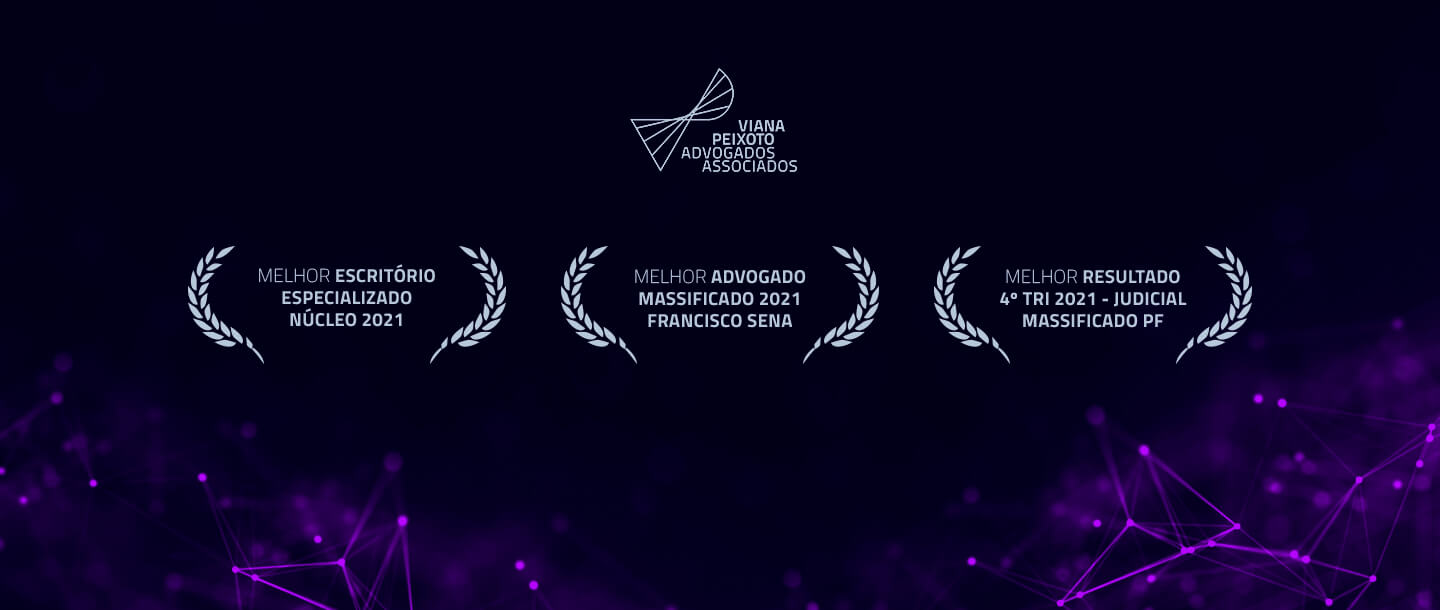 VIANA
PEIXOTO
ADVOGADOS
ASSOCIADOS
MELHOR ESCRITÓRIO
ESPECIALIZADO
NÚCLEO 2021
MELHOR ADVOGADO
MASSIFICADO 2021
FRANCISCO SENA
MELHOR RESULTADO
4º TRI 2021 - JUDICIAL
MASSIFICADO PF